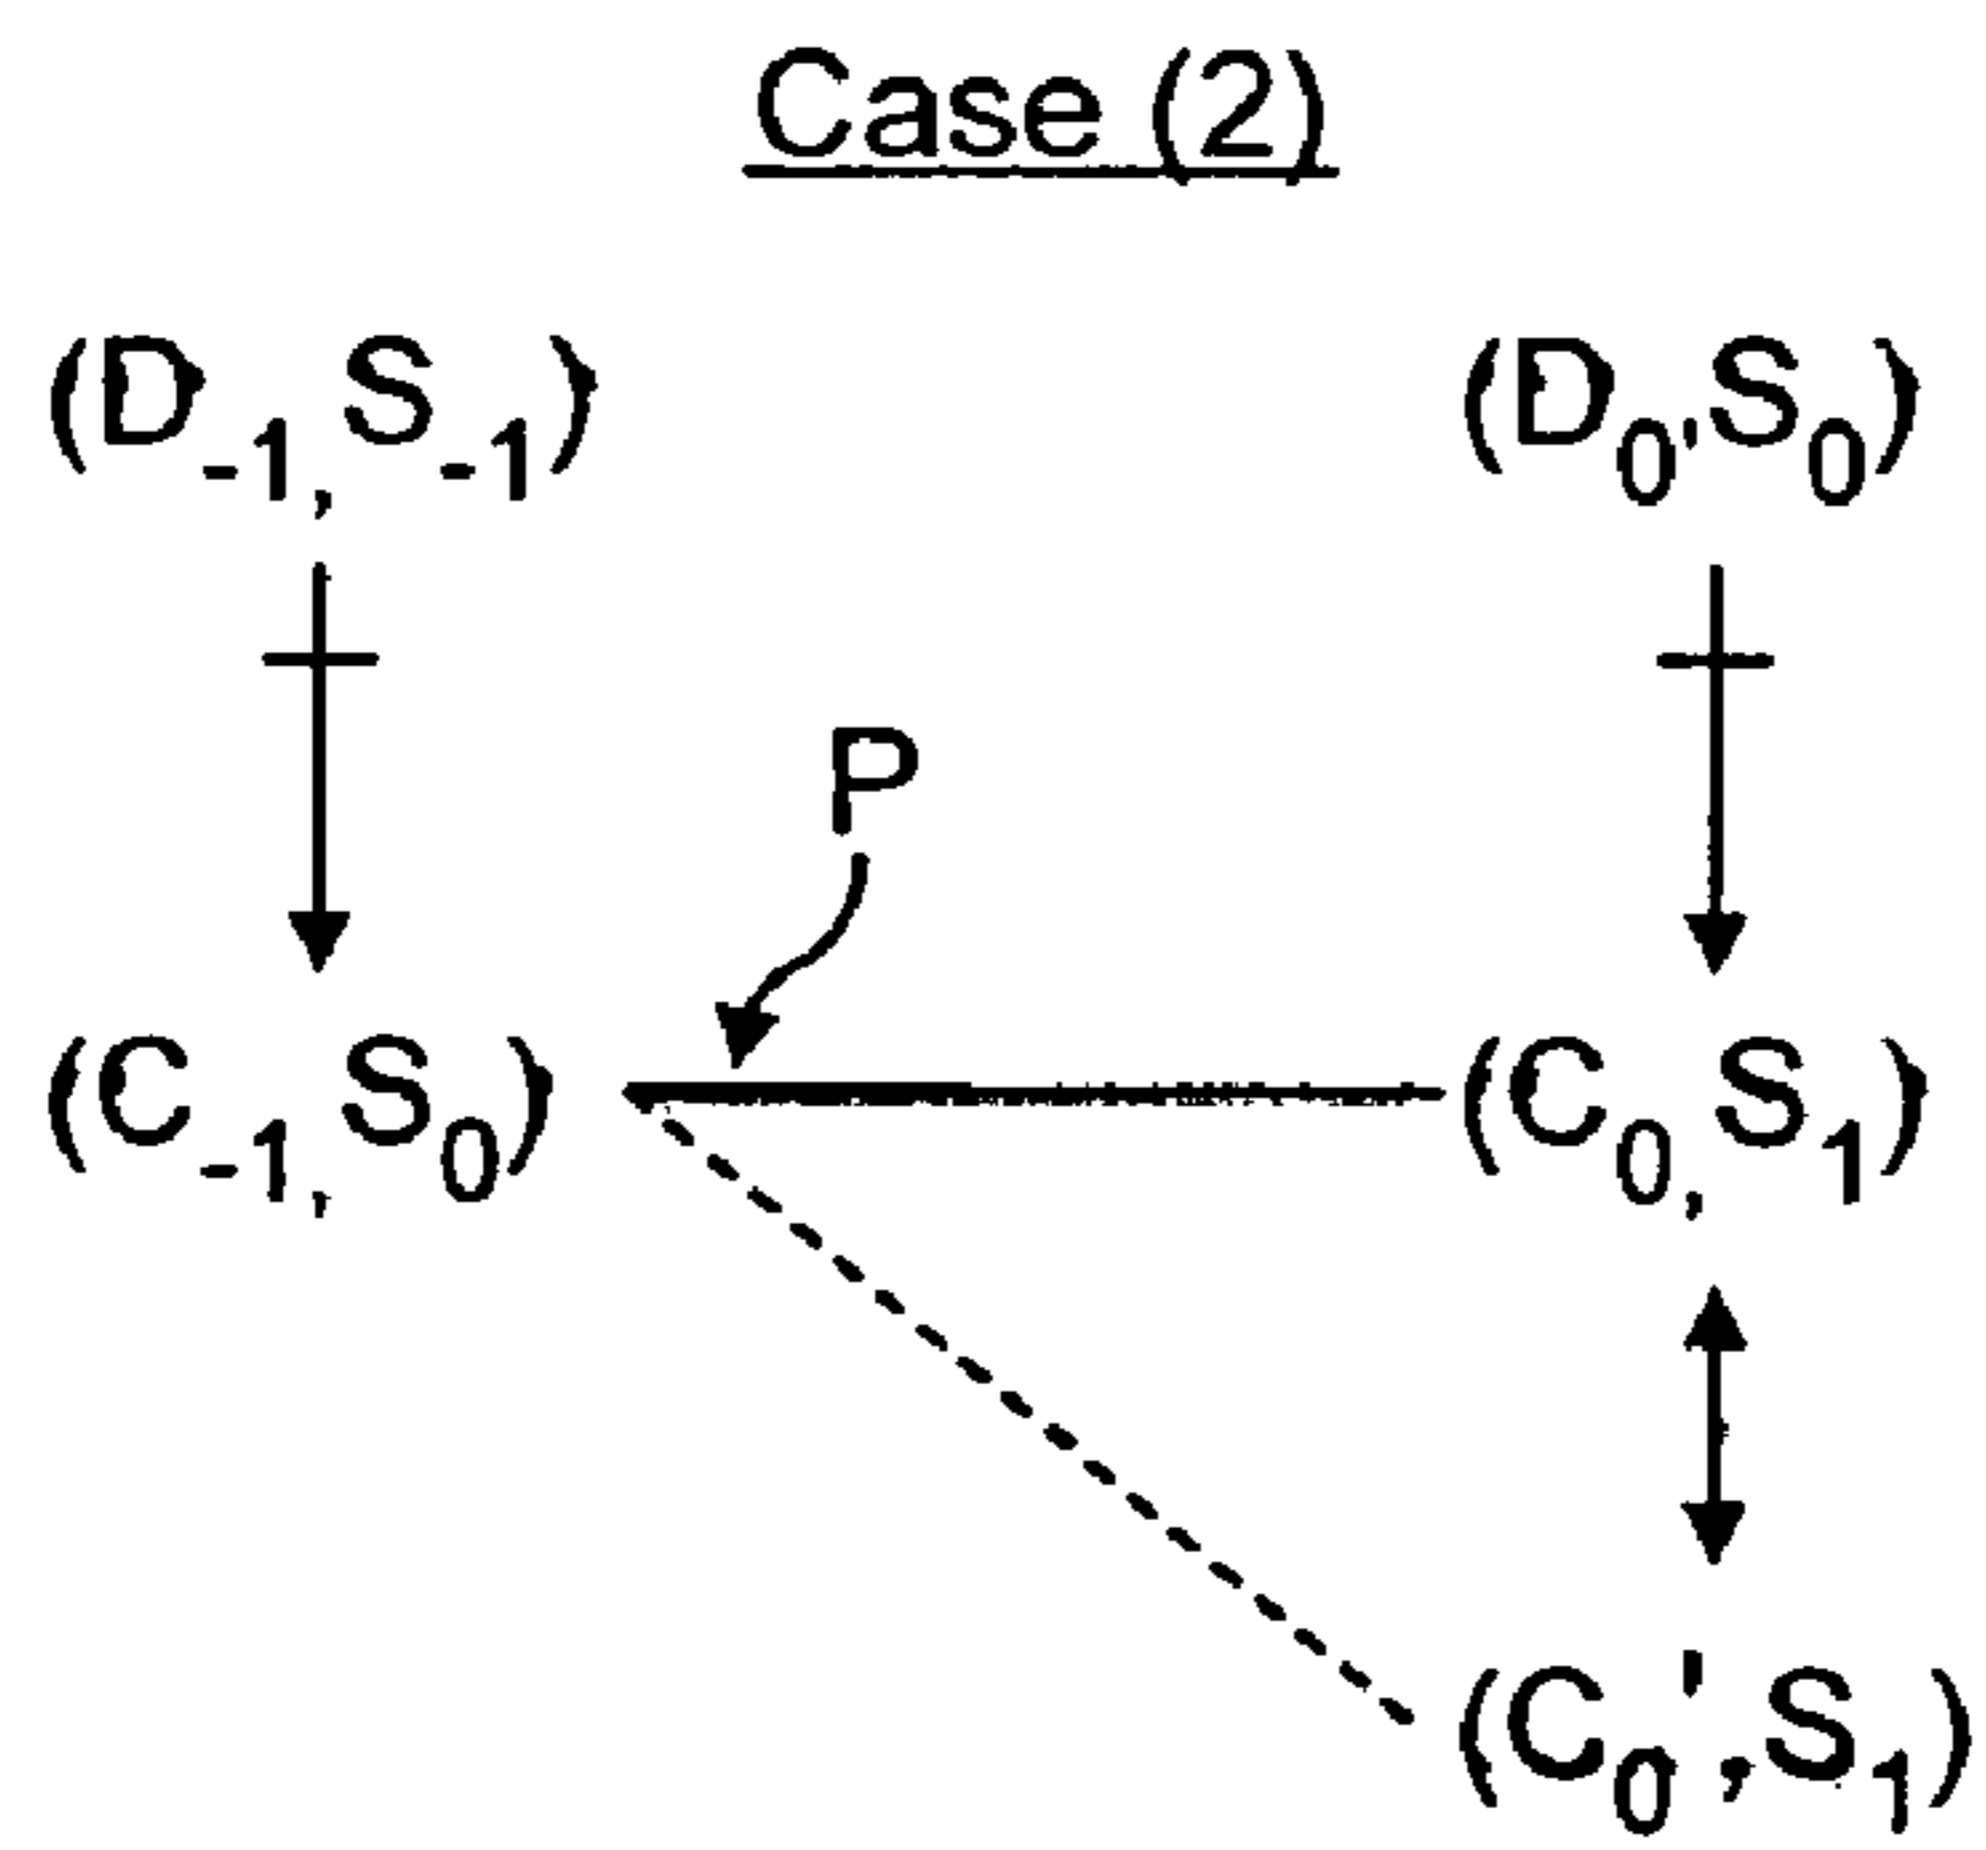 Case (2)
(D-1,S-1) (D0,S0)
P
(C-1,S0) (C0,S1)
(C0',S1)